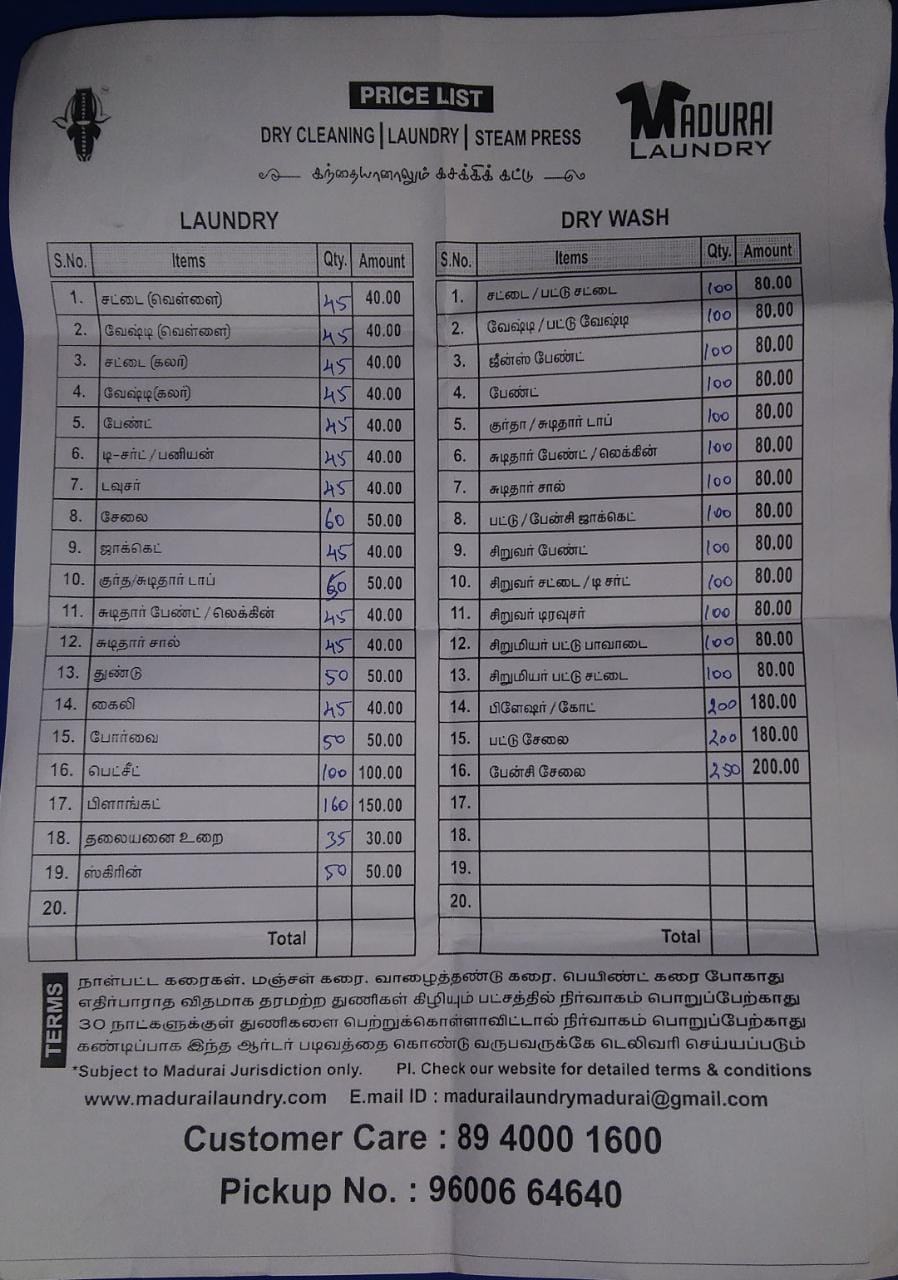 PRICE LIST
DRY CLEANING | LAUNDRY | STEAM PRESS
MADURAI
LAUNDRY
கந்தையானாலும் கசக்கிக் கட்டு
LAUNDRY
S.No. Items Qty. Amount
1. சட்டை (வெள்ளை) 45 40.00
2. வேஷ்டி (வெள்ளை) 45 40.00
3. சட்டை (கலர்) 45 40.00
4. வேஷ்டி(கலர்) 45 40.00
5. பேண்ட் 45 40.00
6. டி-சர்ட் / பனியன் 45 40.00
7. டவுசர் 45 40.00
8. சேலை 60 50.00
9. ஜாக்கெட் 45 40.00
10. குர்த/சுடிதார் டாப் 60 50.00
11. சுடிதார் பேண்ட் / லெக்கின் 45 40.00
12. சுடிதார் சால் 45 40.00
13. துண்டு 50 50.00
14. கைலி 45 40.00
15. போர்வை 50 50.00
16. பெட்சீட் 100 100.00
17. பிளாங்கட் 160 150.00
18. தலையனை உறை 35 30.00
19. ஸ்கிரின் 50 50.00
20.
Total
DRY WASH
S.No. Items Qty. Amount
1. சட்டை / பட்டு சட்டை 100 80.00
2. வேஷ்டி / பட்டு வேஷ்டி 100 80.00
3. ஜீன்ஸ் பேண்ட் 100 80.00
4. பேண்ட் 100 80.00
5. குர்தா / சுடிதார் டாப் 100 80.00
6. சுடிதார் பேண்ட் / லெக்கின் 100 80.00
7. சுடிதார் சால் 100 80.00
8. பட்டு / பேன்சி ஜாக்கெட் 100 80.00
9. சிறுவர் பேண்ட் 100 80.00
10. சிறுவர் சட்டை / டி சர்ட் 100 80.00
11. சிறுவர் டிரவுசர் 100 80.00
12. சிறுமியர் பட்டு பாவாடை 100 80.00
13. சிறுமியர் பட்டு சட்டை 100 80.00
14. பிளேஷர் / கோட் 200 180.00
15. பட்டு சேலை 200 180.00
16. பேன்சி சேலை 250 200.00
17.
18.
19.
20.
Total
TERMS
நாள்பட்ட கரைகள். மஞ்சள் கரை. வாழைத்தண்டு கரை. பெயிண்ட் கரை போகாது
எதிர்பாராத விதமாக தரமற்ற துணிகள் கிழியும் பட்சத்தில் நிர்வாகம் பொறுப்பேற்காது
30 நாட்களுக்குள் துணிகளை பெற்றுக்கொள்ளாவிட்டால் நிர்வாகம் பொறுப்பேற்காது
கண்டிப்பாக இந்த ஆர்டர் படிவத்தை கொண்டு வருபவருக்கே டெலிவரி செய்யப்படும்
*Subject to Madurai Jurisdiction only. Pl. Check our website for detailed terms & conditions
www.madurailaundry.com E.mail ID : madurailaundrymadurai@gmail.com
Customer Care : 89 4000 1600
Pickup No. : 96006 64640